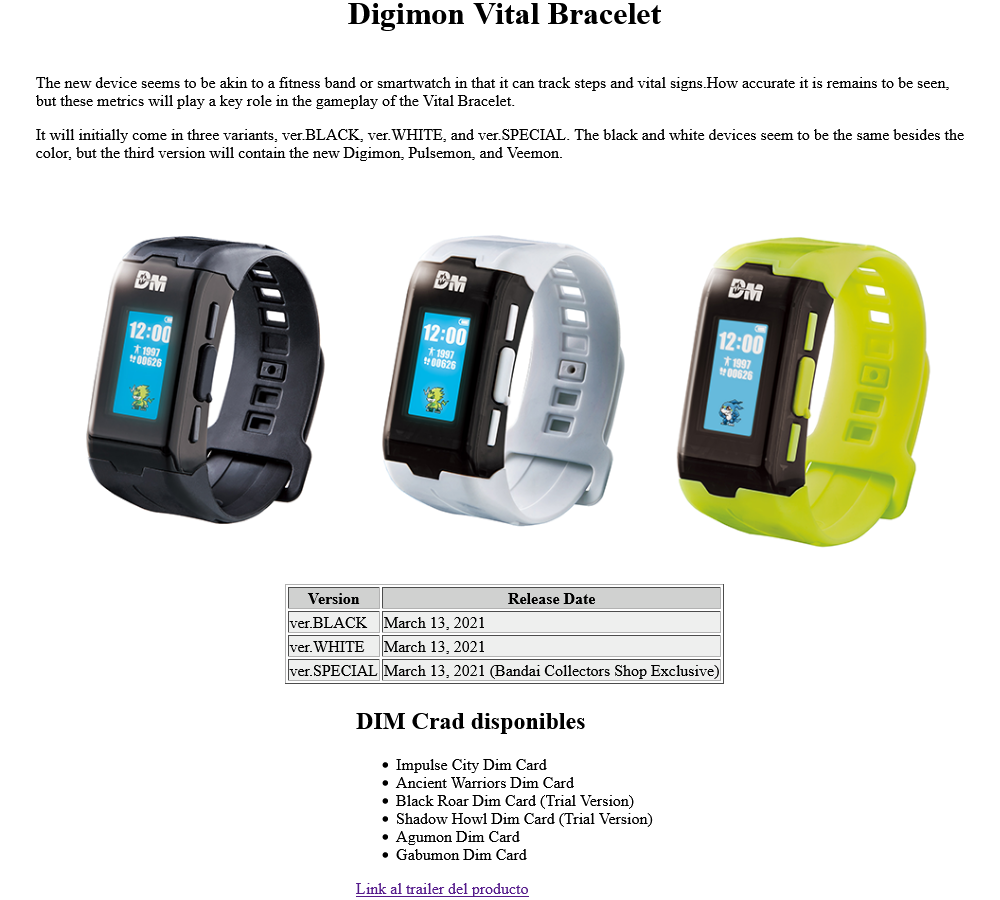 Digimon Vital Bracelet
The new device seems to be akin to a fitness band or smartwatch in that it can track steps and vital signs.How accurate it is remains to be seen,
but these metrics will play a key role in the gameplay of the Vital Bracelet.
It will initially come in three variants, ver.BLACK, ver.WHITE, and ver.SPECIAL. The black and white devices seem to be the same besides the
color, but the third version will contain the new Digimon, Pulsemon, and Veemon.
DM DM DM
12:00 12:00 12:00
1997 1997 1997
00626 00626 00626
Version Release Date
ver.BLACK March 13, 2021
ver.WHITE March 13, 2021
ver.SPECIAL March 13, 2021 (Bandai Collectors Shop Exclusive)
DIM Crad disponibles
• Impulse City Dim Card
• Ancient Warriors Dim Card
• Black Roar Dim Card (Trial Version)
• Shadow Howl Dim Card (Trial Version)
• Agumon Dim Card
• Gabumon Dim Card
Link al trailer del producto